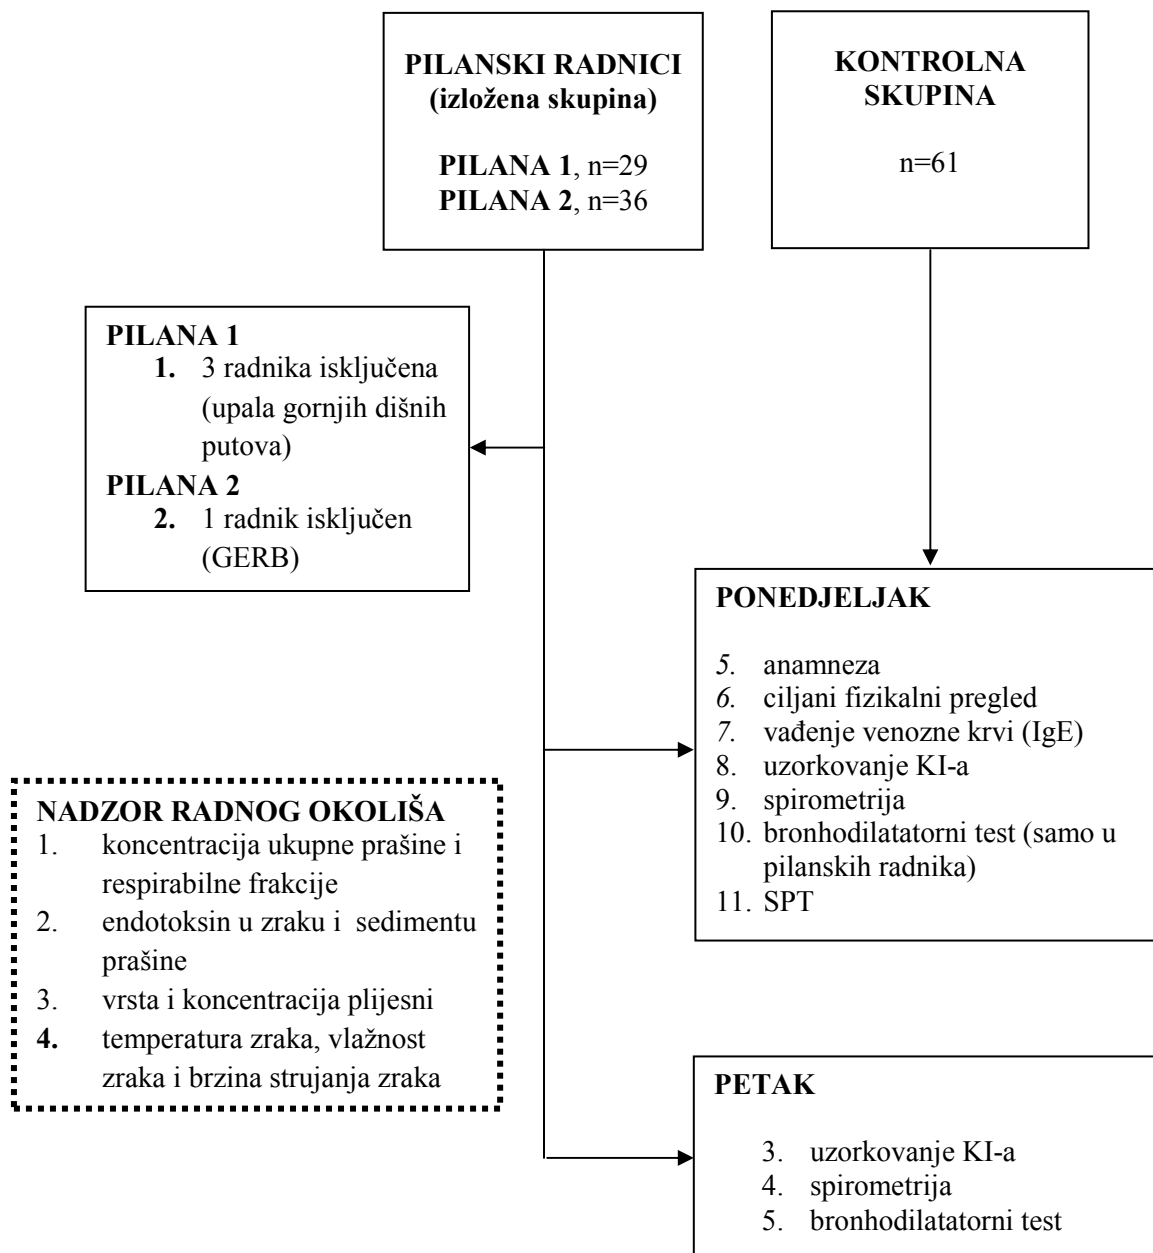 PILANSKI RADNICI
(izložena skupina)
PILANA 1, n=29
PILANA 2, n=36
KONTROLNA
SKUPINA
n=61
PILANA 1
1. 3 radnika isključena
(upala gornjih dišnih
putova)
PILANA 2
2. 1 radnik isključen
(GERB)
PONEDJELJAK
5. anamneza
6. ciljani fizikalni pregled
7. vađenje venozne krvi (IgE)
8. uzorkovanje KI-a
9. spirometrija
10. bronhodilatatorni test (samo u
pilanskih radnika)
11. SPT
NADZOR RADNOG OKOLIŠA
1. koncentracija ukupne prašine i
respirabilne frakcije
2. endotoksin u zraku i sedimentu
prašine
3. vrsta i koncentracija plijesni
4. temperatura zraka, vlažnost
zraka i brzina strujanja zraka
PETAK
3. uzorkovanje KI-a
4. spirometrija
5. bronhodilatatorni test